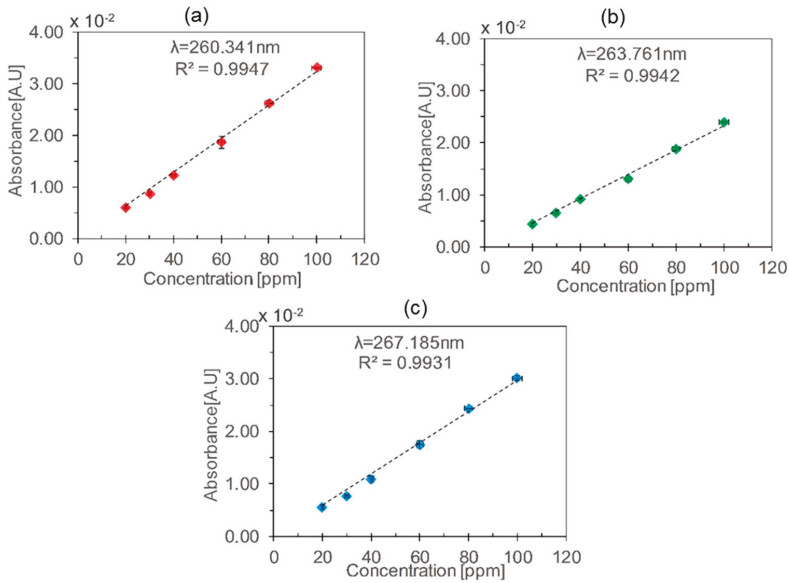 (a)
x 10⁻²
λ=260.341nm
R² = 0.9947
4.00
3.00
2.00
1.00
0.00
Absorbance[A.U]
0 20 40 60 80 100 120
Concentration [ppm]
(b)
x 10⁻²
λ=263.761nm
R² = 0.9942
4.00
3.00
2.00
1.00
0.00
Absorbance[A.U]
0 20 40 60 80 100 120
Concentration [ppm]
(c)
x 10⁻²
λ=267.185nm
R² = 0.9931
4.00
3.00
2.00
1.00
0.00
Absorbance[A.U]
0 20 40 60 80 100 120
Concentration [ppm]